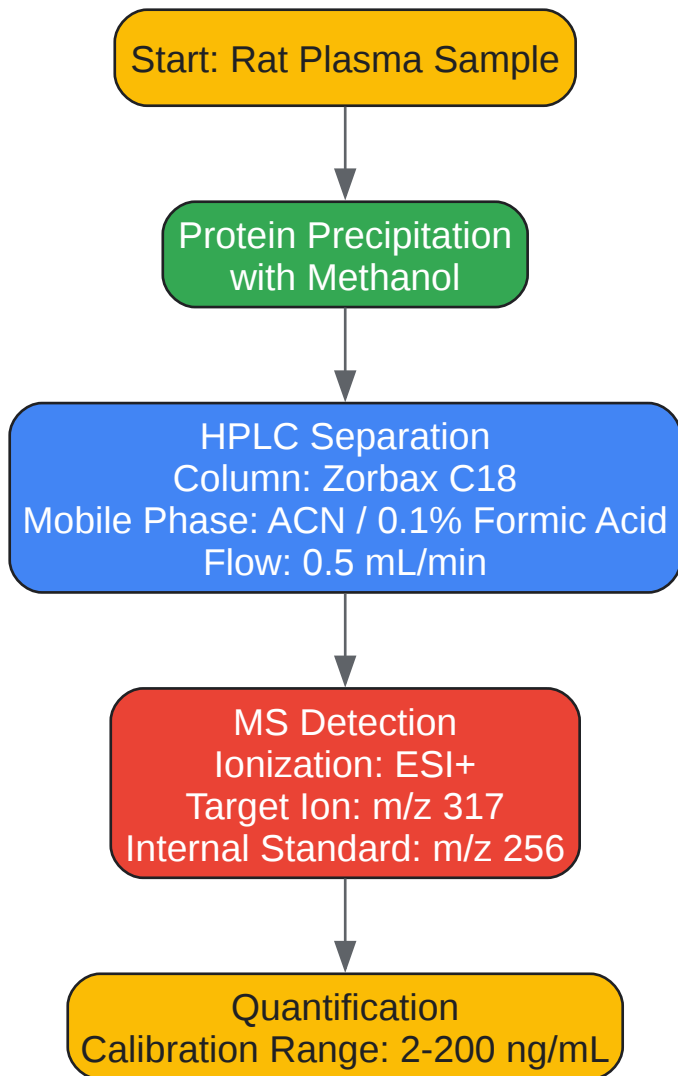 Start: Rat Plasma Sample
Protein Precipitation
with Methanol
HPLC Separation
Column: Zorbax C18
Mobile Phase: ACN / 0.1% Formic Acid
Flow: 0.5 mL/min
MS Detection
Ionization: ESI+
Target Ion: m/z 317
Internal Standard: m/z 256
Quantification
Calibration Range: 2-200 ng/mL